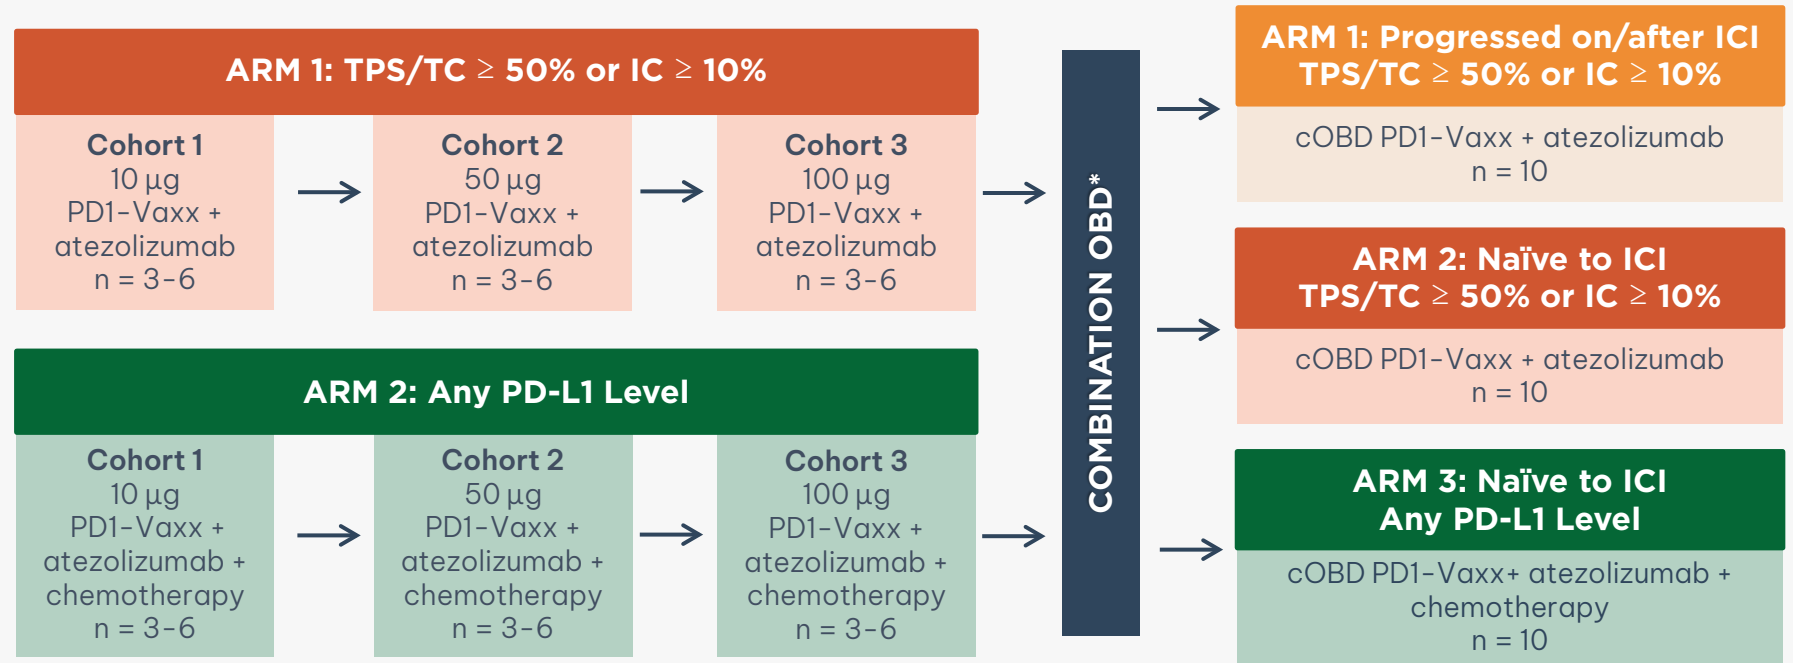 ARM 1: TPS/TC ≥ 50% or IC ≥ 10%
Cohort 1
10 µg
PD1-Vaxx +
atezolizumab
n = 3-6
Cohort 2
50 µg
PD1-Vaxx +
atezolizumab
n = 3-6
Cohort 3
100 µg
PD1-Vaxx +
atezolizumab
n = 3-6
ARM 2: Any PD-L1 Level
Cohort 1
10 µg
PD1-Vaxx +
atezolizumab +
chemotherapy
n = 3-6
Cohort 2
50 µg
PD1-Vaxx +
atezolizumab +
chemotherapy
n = 3-6
Cohort 3
100 µg
PD1-Vaxx +
atezolizumab +
chemotherapy
n = 3-6
COMBINATION OBD*
ARM 1: Progressed on/after ICI
TPS/TC ≥ 50% or IC ≥ 10%
cOBD PD1-Vaxx + atezolizumab
n = 10
ARM 2: Naïve to ICI
TPS/TC ≥ 50% or IC ≥ 10%
cOBD PD1-Vaxx + atezolizumab
n = 10
ARM 3: Naïve to ICI
Any PD-L1 Level
cOBD PD1-Vaxx+ atezolizumab +
chemotherapy
n = 10